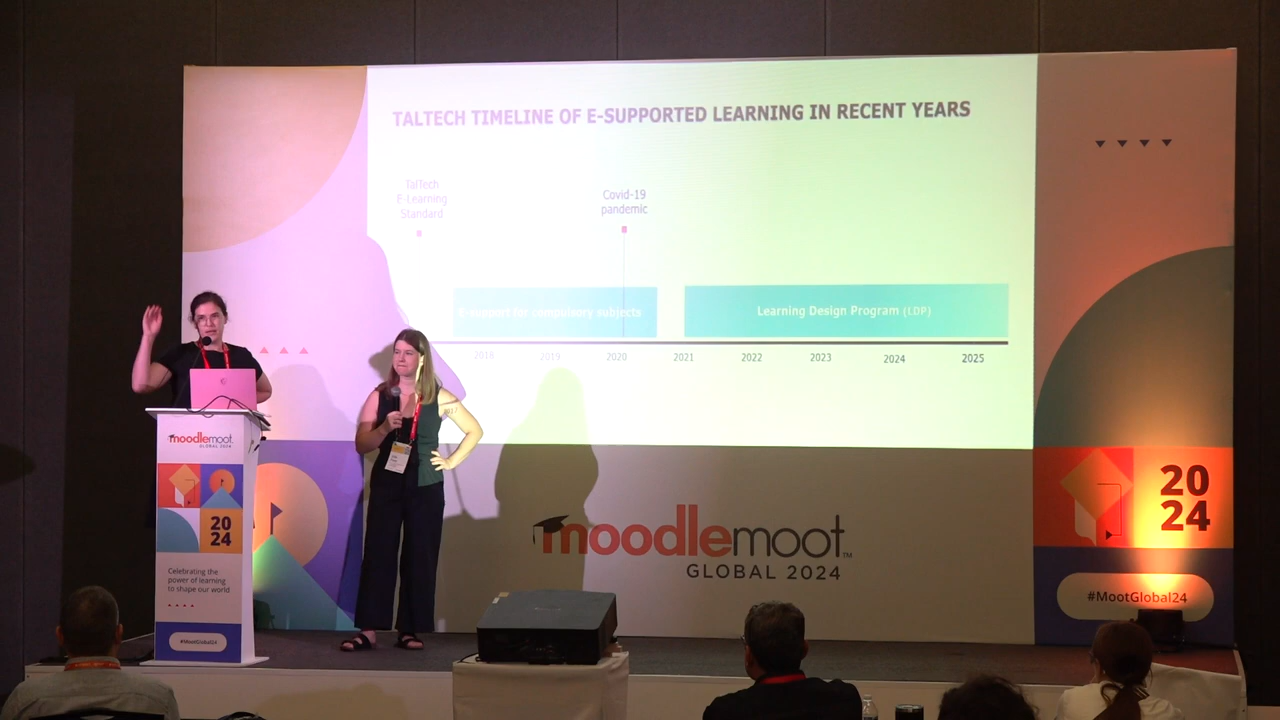 TALTECH TIMELINE OF E-SUPPORTED LEARNING IN RECENT YEARS
TalTech
E-Learning
Standard
Covid-19
pandemic
E-support for compulsory subjects
Learning Design Program (LDP)
2018
2019
2020
2021
2022
2023
2024
2025
moodlemoot
GLOBAL 2024
20
24
Celebrating the
power of learning
to shape our world
#MootGlobal24
moodlemoot™
GLOBAL 2024
20
24
#MootGlobal24